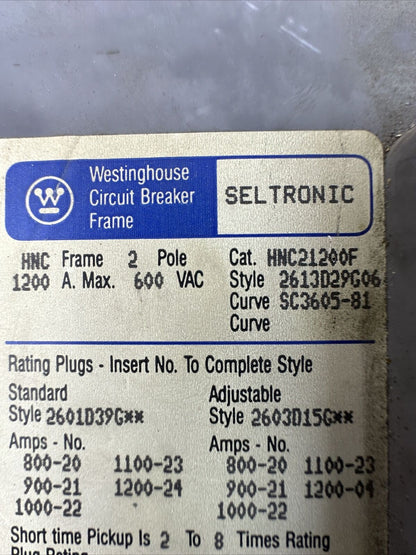 Westinghouse
Circuit Breaker
Frame
SELTRONIC
HNC Frame 2 Pole
1200 A. Max. 600 VAC
Cat. HNC21200F
Style 2613D29G06
Curve SC3605-81
Curve
Rating Plugs - Insert No. To Complete Style
Standard
Style 2601D39G**
Amps - No.
800-20 1100-23
900-21 1200-24
1000-22
Adjustable
Style 2603D15G**
Amps - No.
800-20 1100-23
900-21 1200-04
1000-22
Short time Pickup Is 2 To 8 Times Rating
Plug Rating